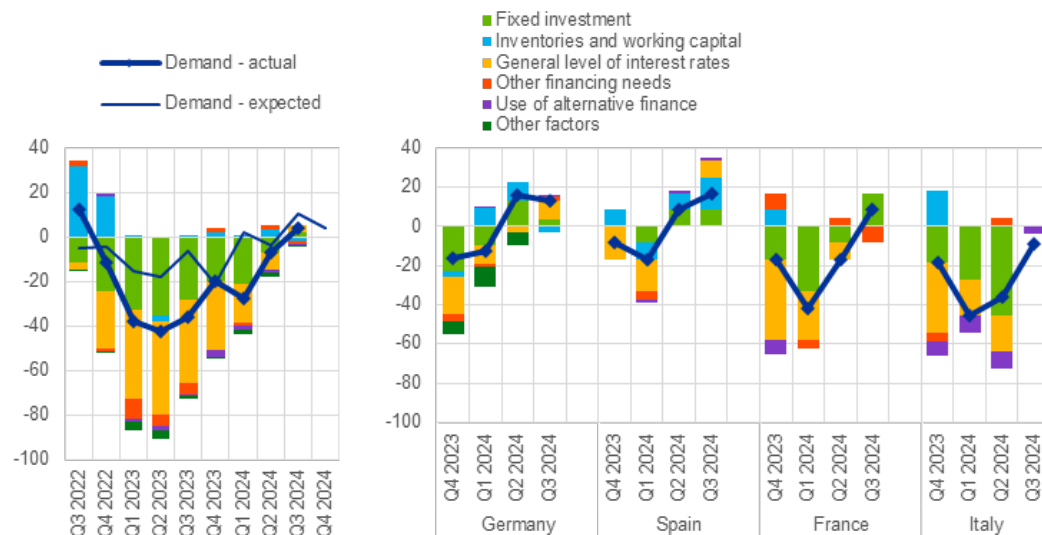 Demand - actual
Demand - expected
Fixed investment
Inventories and working capital
General level of interest rates
Other financing needs
Use of alternative finance
Other factors
40
20
0
-20
-40
-60
-80
-100
Q3 2022
Q4 2022
Q1 2023
Q2 2023
Q3 2023
Q4 2023
Q1 2024
Q2 2024
Q3 2024
Q4 2024
40
20
0
-20
-40
-60
-80
-100
Q4 2023
Q1 2024
Q2 2024
Q3 2024
Q4 2023
Q1 2024
Q2 2024
Q3 2024
Q4 2023
Q1 2024
Q2 2024
Q3 2024
Q4 2023
Q1 2024
Q2 2024
Q3 2024
Germany
Spain
France
Italy